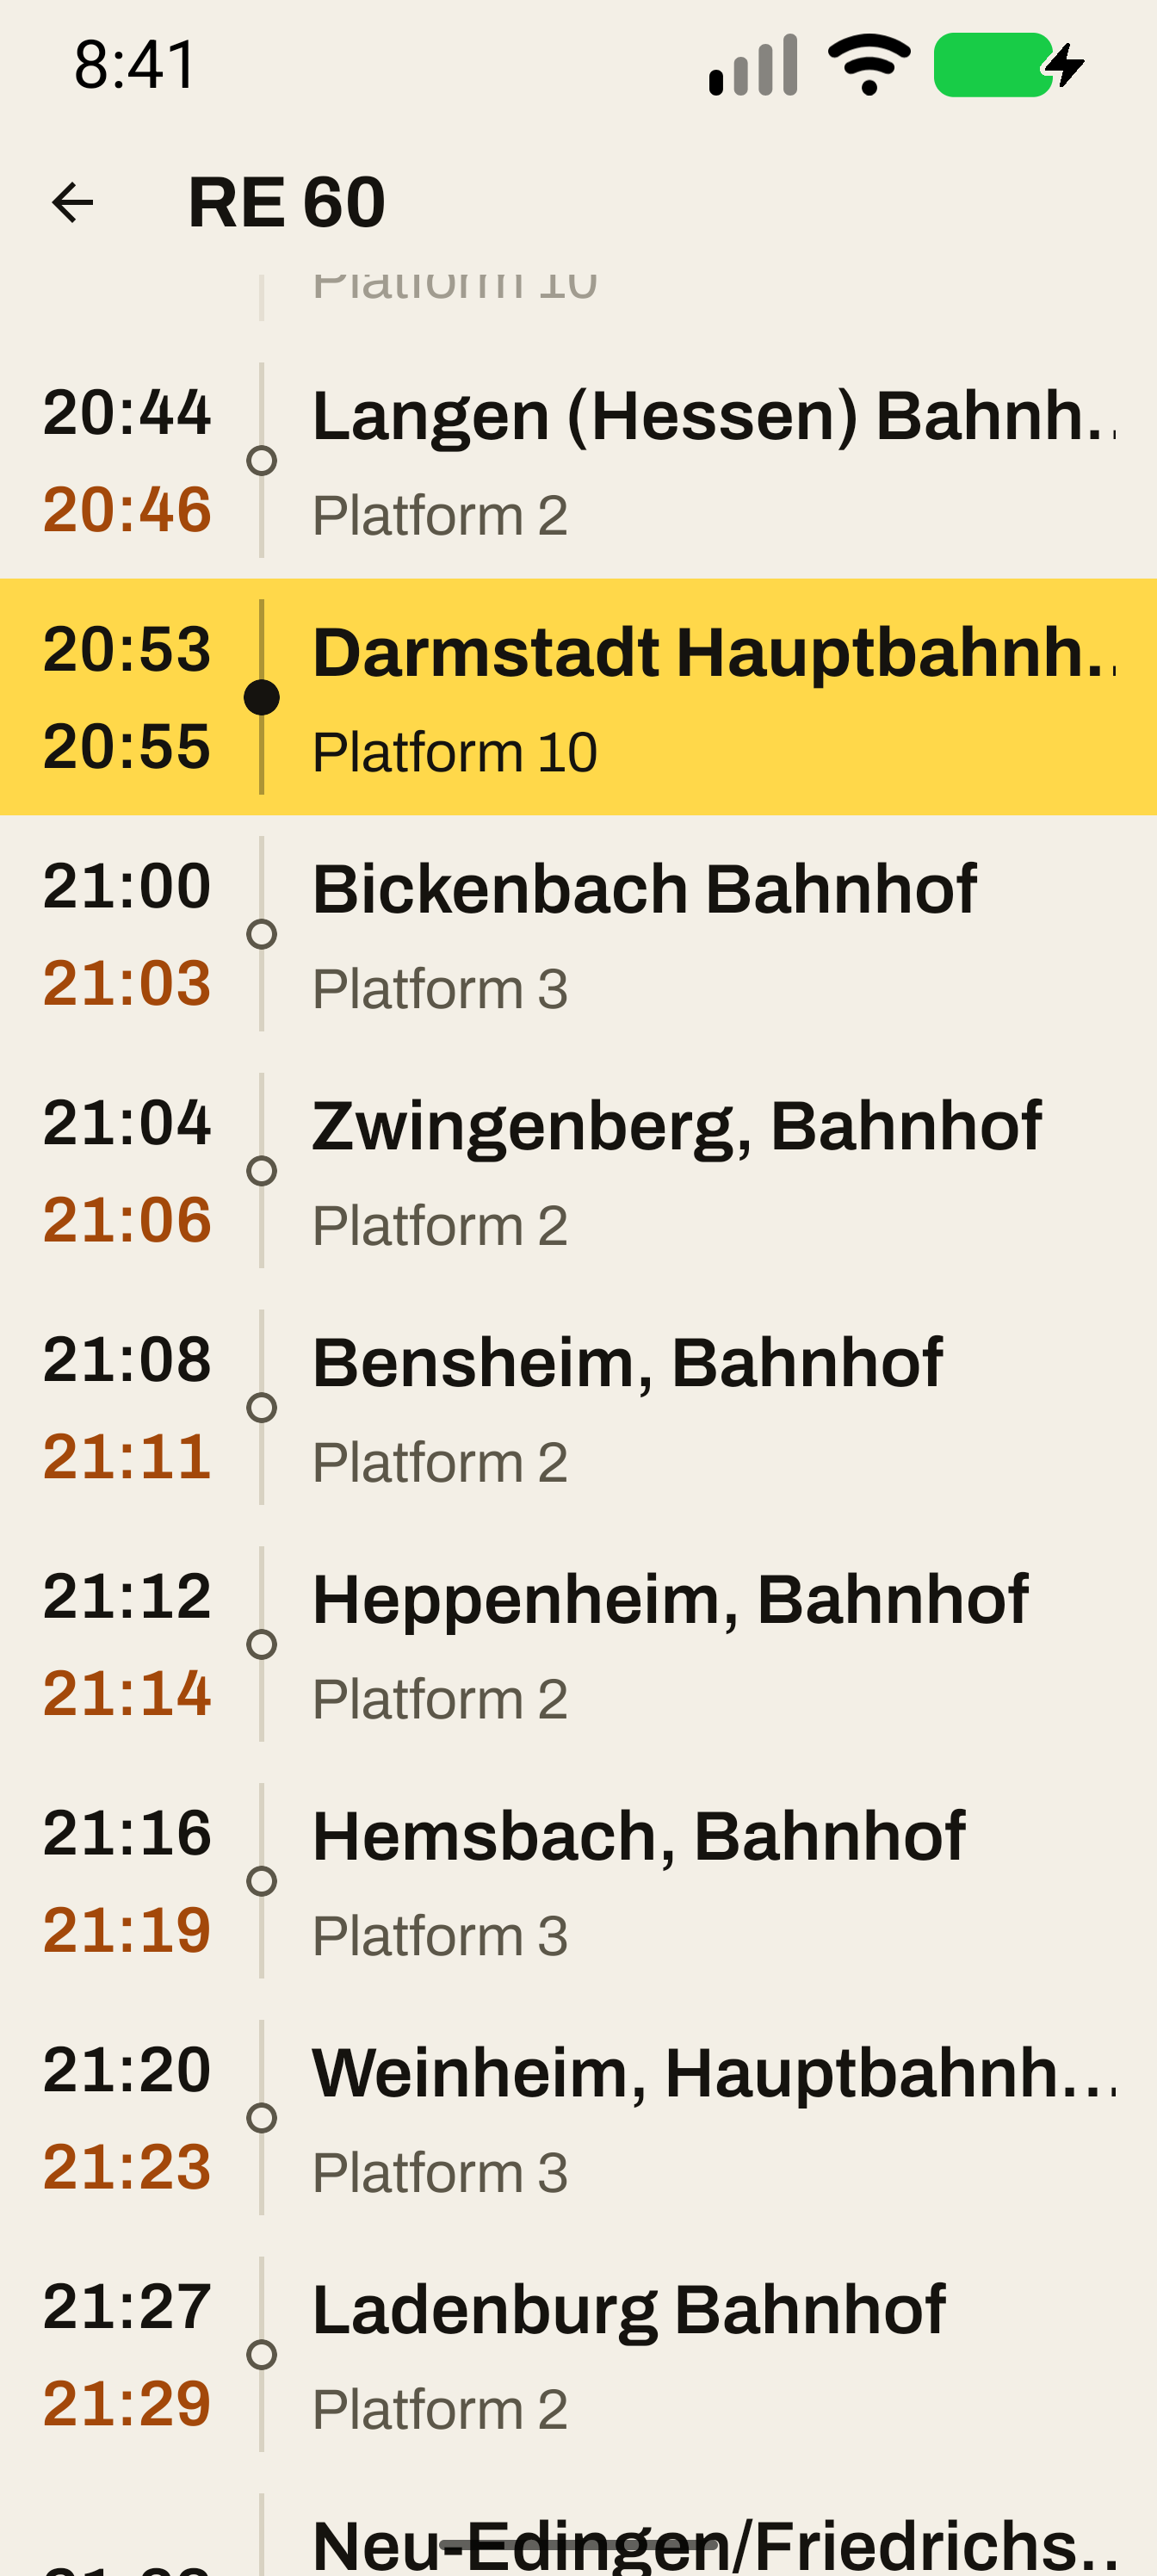 8:41
RE 60
Platform 10
20:44 Langen (Hessen) Bahnh..
20:46 Platform 2
20:53 Darmstadt Hauptbahnh..
20:55 Platform 10
21:00 Bickenbach Bahnhof
21:03 Platform 3
21:04 Zwingenberg, Bahnhof
21:06 Platform 2
21:08 Bensheim, Bahnhof
21:11 Platform 2
21:12 Heppenheim, Bahnhof
21:14 Platform 2
21:16 Hemsbach, Bahnhof
21:19 Platform 3
21:20 Weinheim, Hauptbahnh...
21:23 Platform 3
21:27 Ladenburg Bahnhof
21:29 Platform 2
Neu-Edingen/Friedrichs..